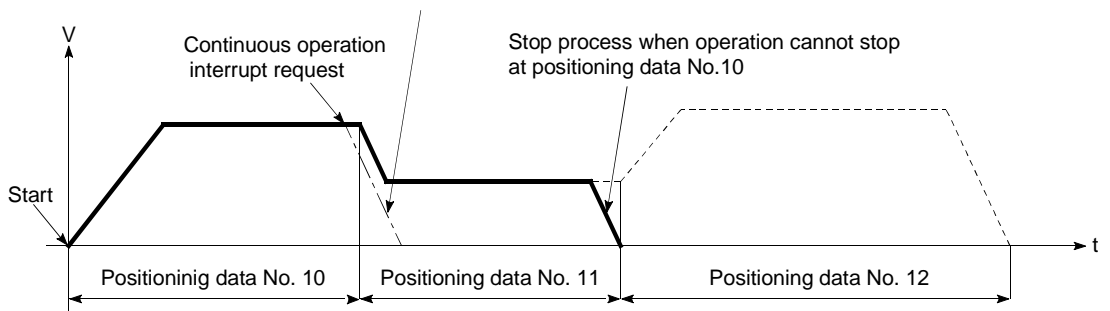 V
Continuous operation
interrupt request
Stop process when operation cannot stop
at positioning data No.10
Start
t
Positioninig data No. 10
Positioning data No. 11
Positioning data No. 12